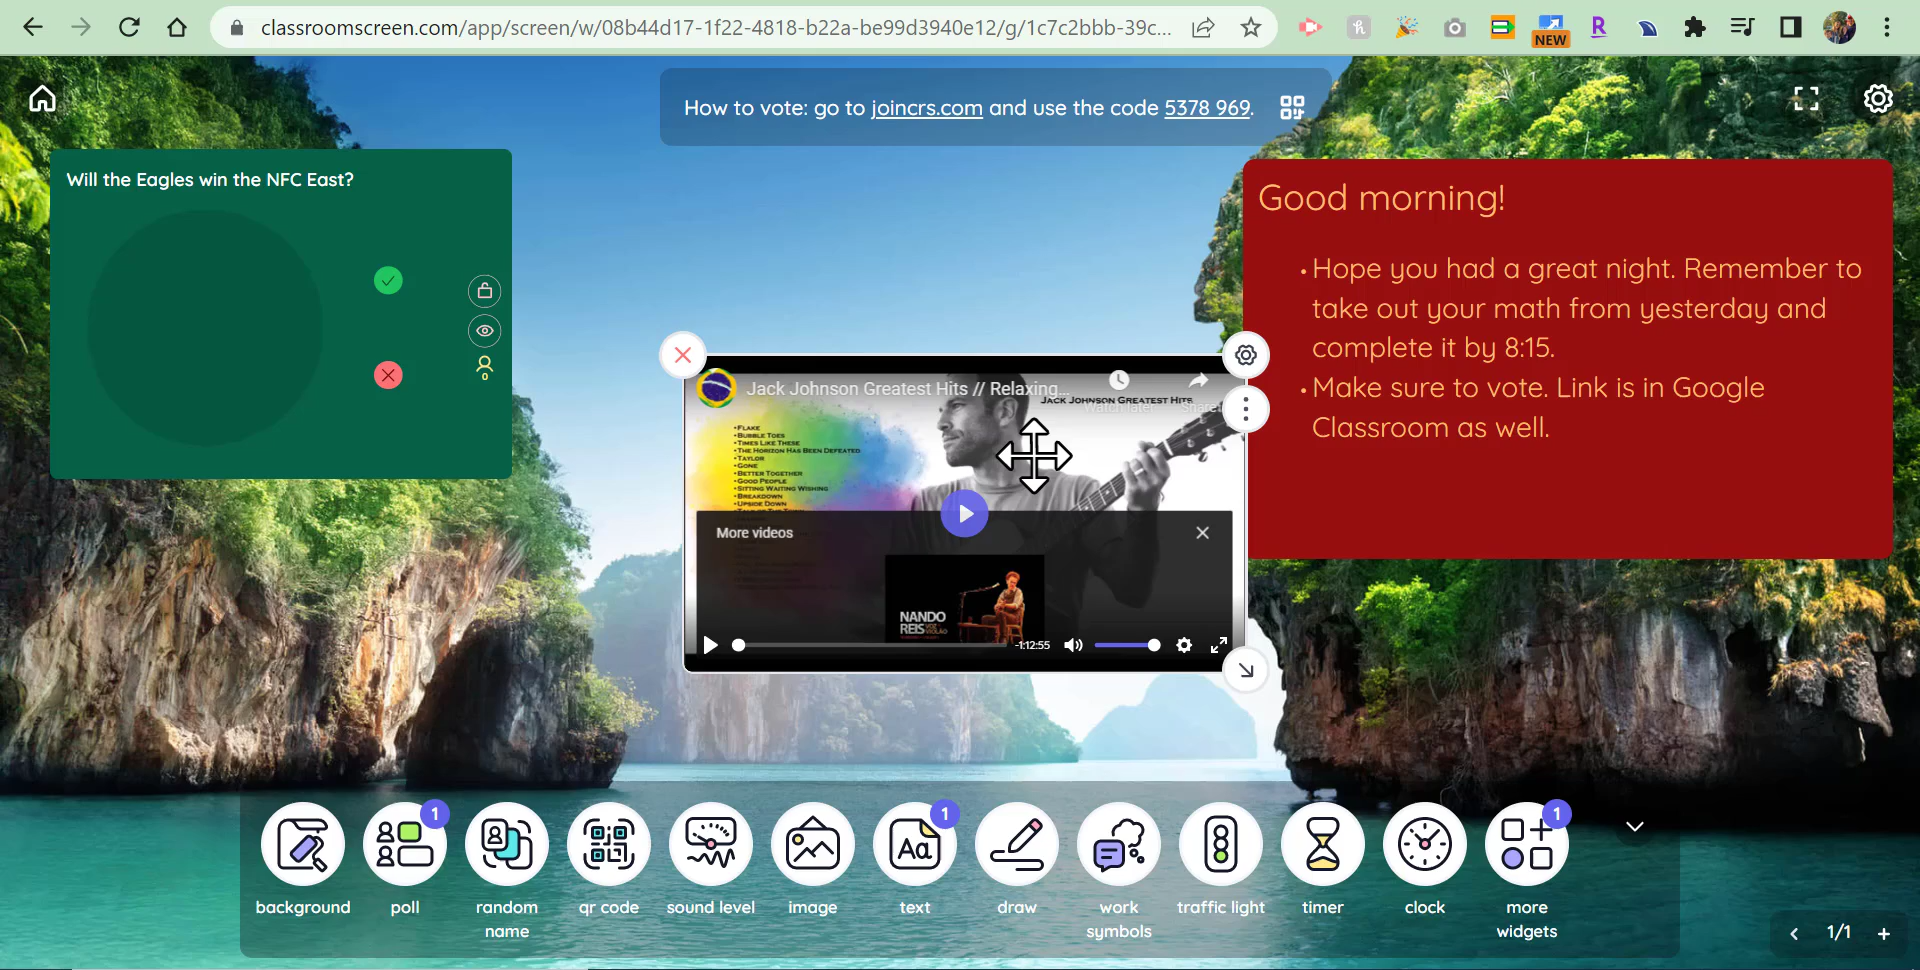 classroomscreen.com/app/screen/w/08b44d17-1f22-4818-b22a-be99d3940e12/g/1c7c2bbb-39c...
NEW
How to vote: go to joincrs.com and use the code 5378 969.
Will the Eagles win the NFC East?
0
Good morning!
• Hope you had a great night. Remember to
take out your math from yesterday and
complete it by 8:15.
• Make sure to vote. Link is in Google
Classroom as well.
Jack Johnson Greatest Hits // Relaxing...
Watch later
Share
JACK JOHNSON GREATEST HITS
•FLAKE
•BUBBLE TOES
•TIMES LIKE THESE
•THE HORIZON HAS BEEN DEFEATED
•TAYLOR
•GONE
•BETTER TOGETHER
•GOOD PEOPLE
•SITTING WAITING WISHING
•BREAKDOWN
•UPSIDE DOWN
More videos
NANDO
REIS VOZ
VIOLÃO
-1:12:55
1
1
1
background
poll
random
name
qr code
sound level
image
text
draw
work
symbols
traffic light
timer
clock
more
widgets
1/1